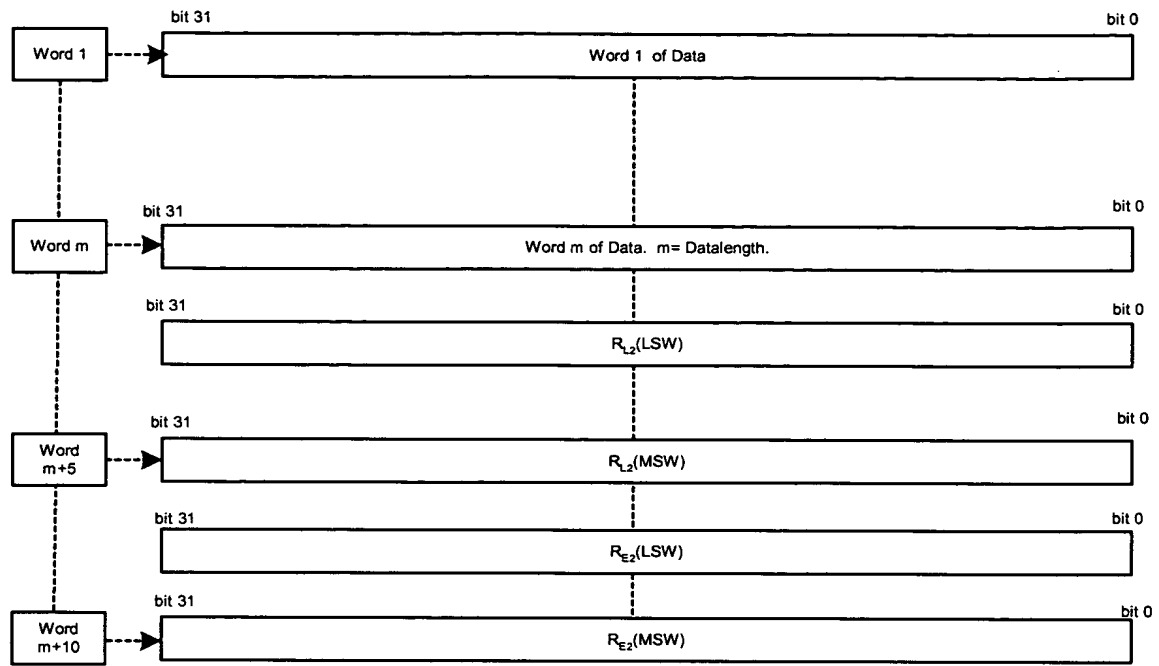 bit 31
bit 0
Word 1
Word 1 of Data
bit 31
bit 0
Word m
Word m of Data. m= Datalength.
bit 31
bit 0
RL2(LSW)
bit 31
bit 0
Word
m+5
RL2(MSW)
bit 31
bit 0
RE2(LSW)
bit 31
bit 0
Word
m+10
RE2(MSW)